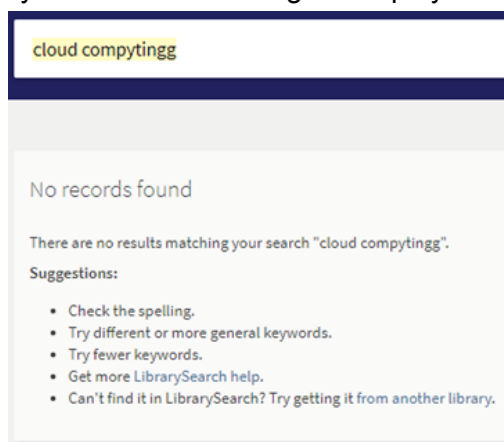 cloud compytingg
No records found
There are no results matching your search "cloud compytingg".
Suggestions:
• Check the spelling.
• Try different or more general keywords.
• Try fewer keywords.
• Get more LibrarySearch help.
• Can't find it in LibrarySearch? Try getting it from another library.